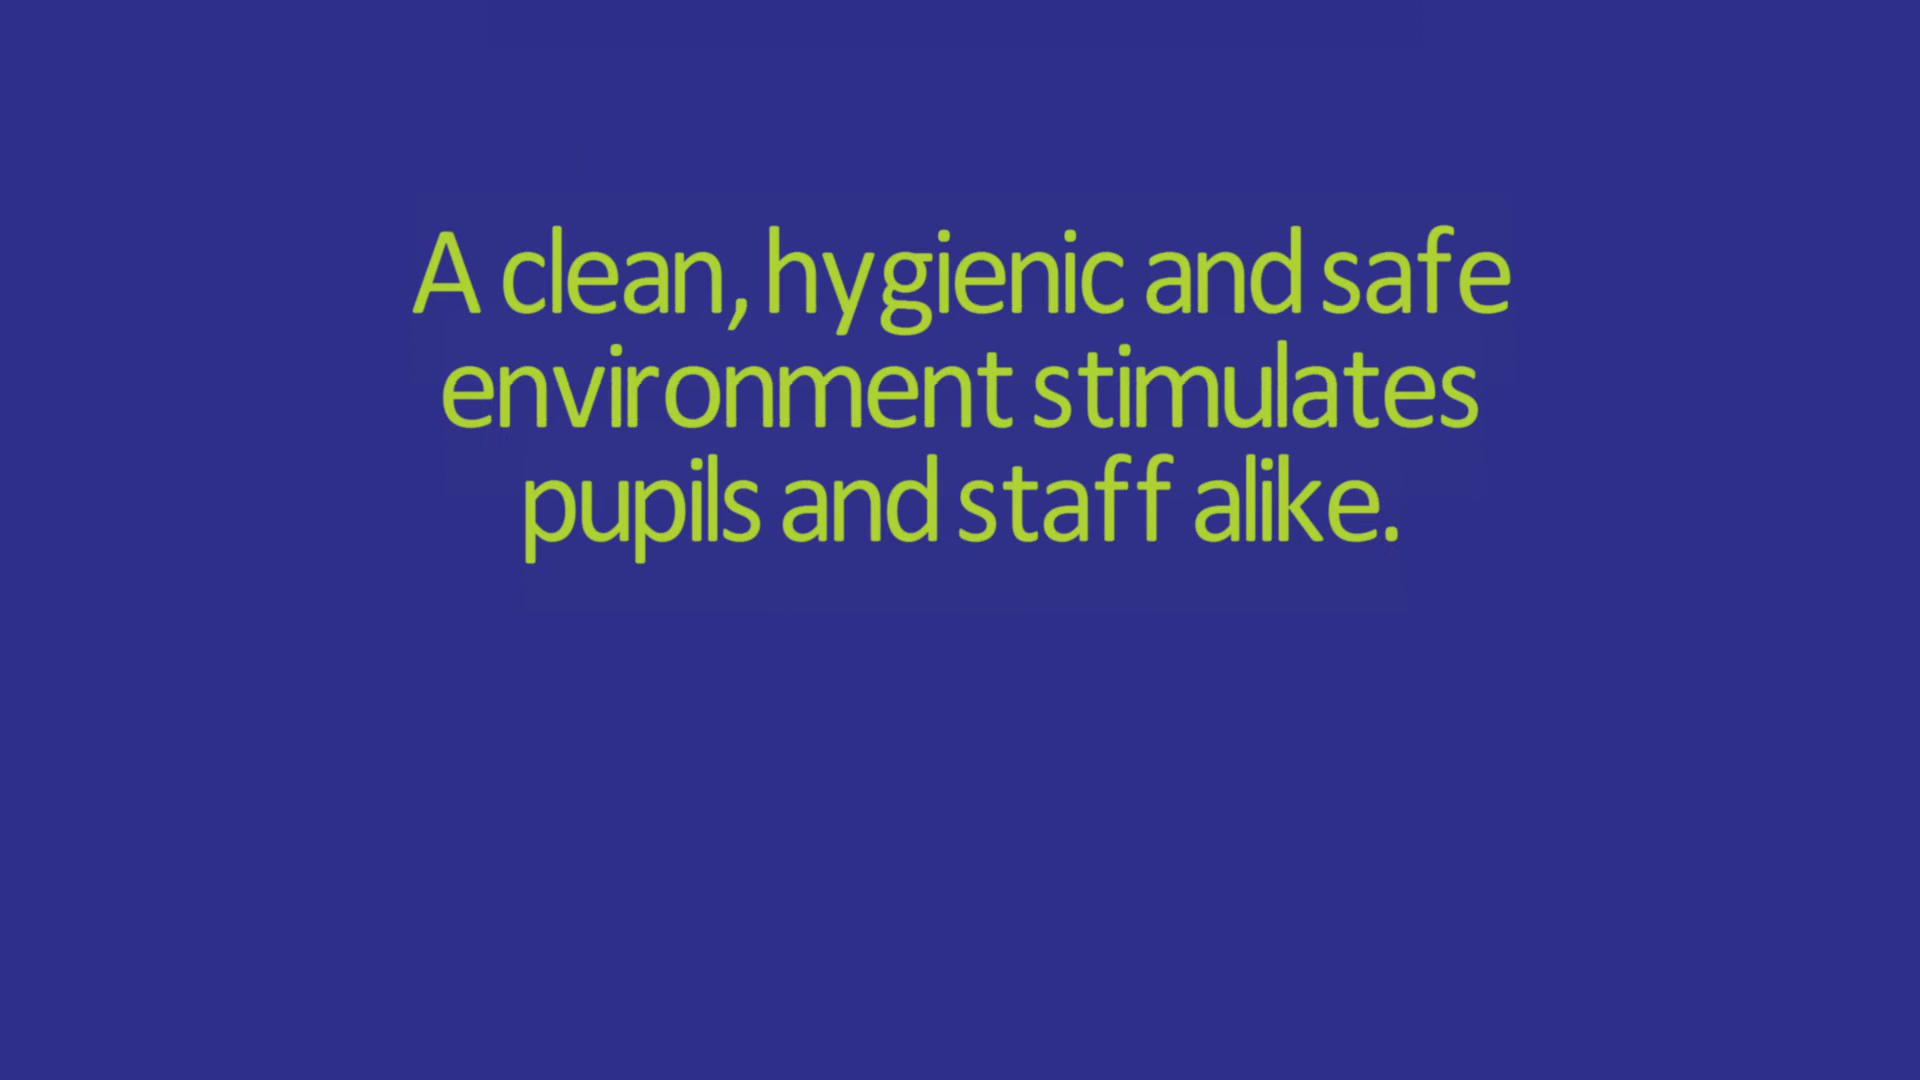 A clean, hygienic and safe
environment stimulates
pupils and staff alike.